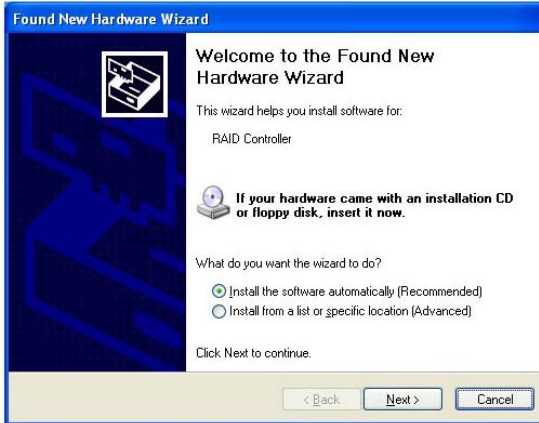 Found New Hardware Wizard
Welcome to the Found New
Hardware Wizard
This wizard helps you install software for:
RAID Controller
If your hardware came with an installation CD
or floppy disk, insert it now.
What do you want the wizard to do?
Install the software automatically (Recommended)
Install from a list or specific location (Advanced)
Click Next to continue.
< Back Next > Cancel